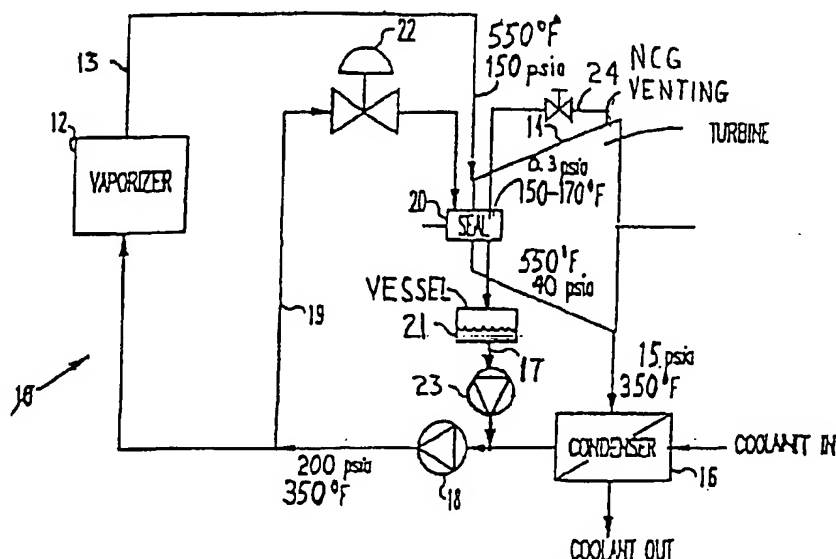 13
22
550°F
150 psia
NCG
24
VENTING
12
VAPORIZER
14
TURBINE
0.3 psia
150-170°F
20
SEAL
550°F
40 psia
VESSEL
21
19
17
15 psia
350°F
10
23
CONDENSER
COOLANT IN
16
200 psia
350°F
18
COOLANT OUT